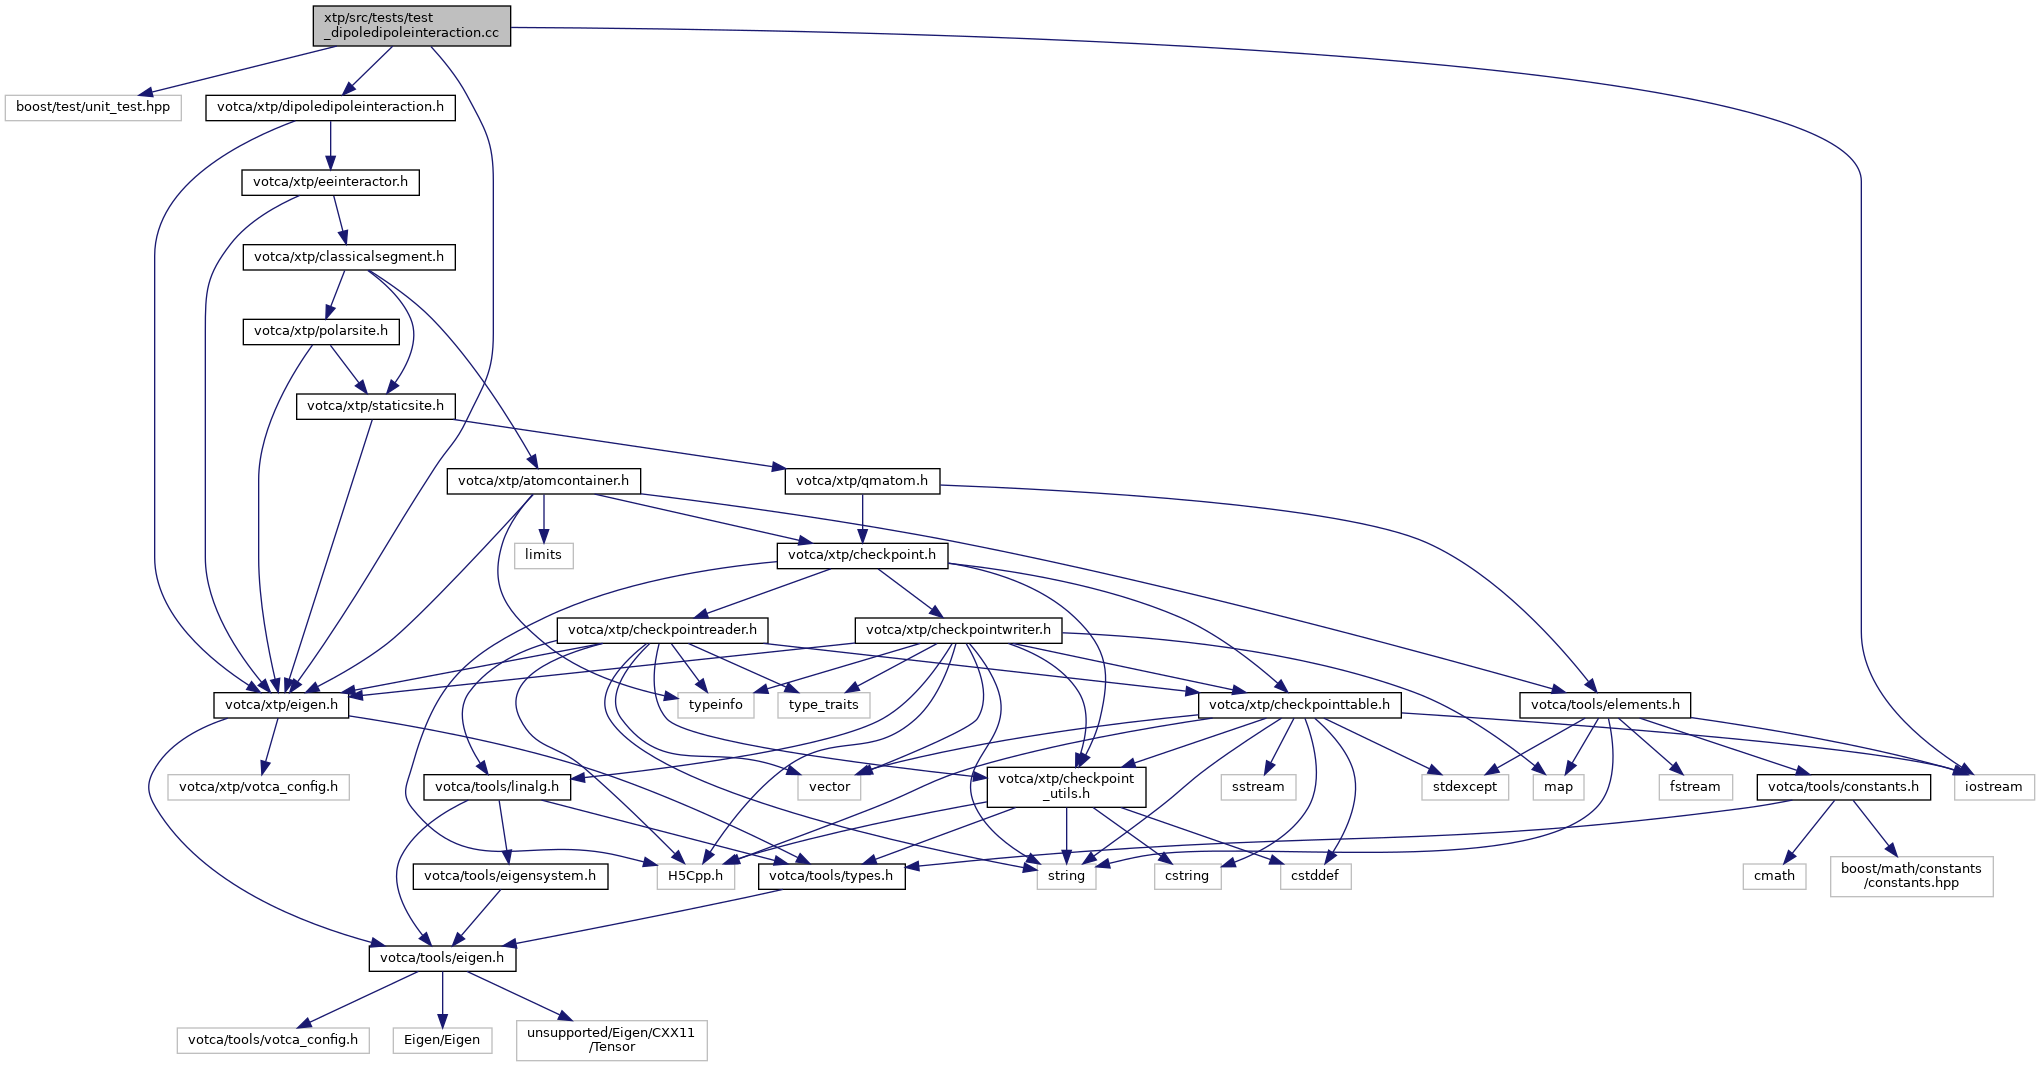 xtp/src/tests/test
_dipoledipoleinteraction.cc
boost/test/unit_test.hpp
votca/xtp/dipoledipoleinteraction.h
votca/xtp/eeinteractor.h
votca/xtp/classicalsegment.h
votca/xtp/polarsite.h
votca/xtp/staticsite.h
votca/xtp/atomcontainer.h
votca/xtp/qmatom.h
limits
votca/xtp/checkpoint.h
votca/xtp/checkpointreader.h
votca/xtp/checkpointwriter.h
votca/xtp/eigen.h
typeinfo
type_traits
votca/xtp/checkpointtable.h
votca/tools/elements.h
votca/xtp/votca_config.h
votca/tools/linalg.h
vector
votca/xtp/checkpoint
_utils.h
sstream
stdexcept
map
fstream
votca/tools/constants.h
iostream
votca/tools/eigensystem.h
H5Cpp.h
votca/tools/types.h
string
cstring
cstddef
cmath
boost/math/constants
/constants.hpp
votca/tools/eigen.h
votca/tools/votca_config.h
Eigen/Eigen
unsupported/Eigen/CXX11
/Tensor